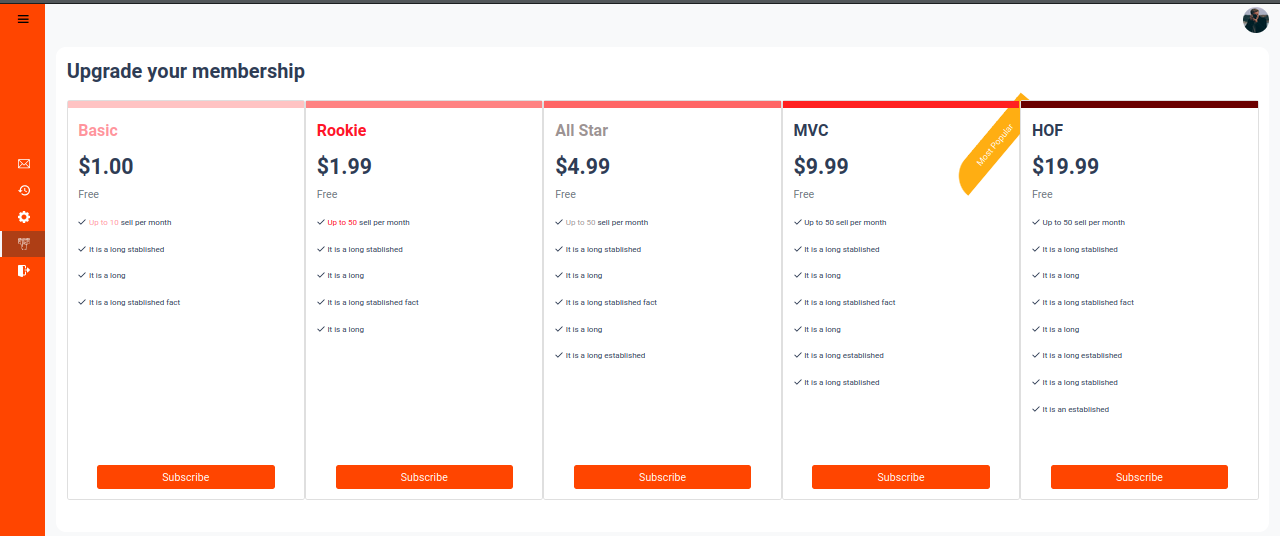 Upgrade your membership
Basic
$1.00
Free
Up to 10 sell per month
It is a long stablished
It is a long
It is a long stablished fact
Subscribe
Rookie
$1.99
Free
Up to 50 sell per month
It is a long stablished
It is a long
It is a long stablished fact
It is a long
Subscribe
All Star
$4.99
Free
Up to 50 sell per month
It is a long stablished
It is a long
It is a long stablished fact
It is a long
It is a long established
Subscribe
MVC
$9.99
Most Popular
Free
Up to 50 sell per month
It is a long stablished
It is a long
It is a long stablished fact
It is a long
It is a long established
It is a long stablished
Subscribe
HOF
$19.99
Free
Up to 50 sell per month
It is a long stablished
It is a long
It is a long stablished fact
It is a long
It is a long established
It is a long stablished
It is an established
Subscribe